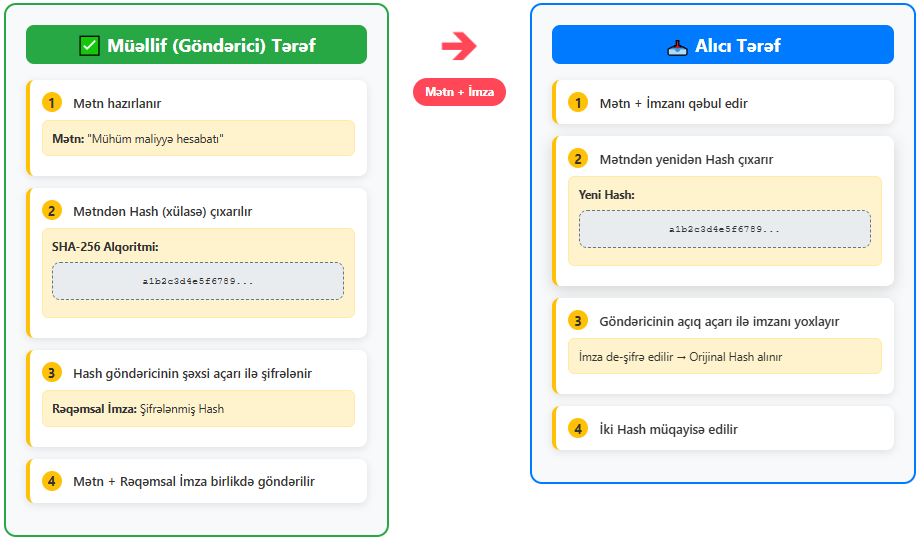 ✅ Müəllif (Göndərici) Tərəf
1 Mətn hazırlanır
Mətn: "Mühüm maliyyə hesabatı"
2 Mətndən Hash (xülasə) çıxarılır
SHA-256 Alqoritmi:
a1b2c3d4e5f6789...
3 Hash göndəricinin şəxsi açarı ilə şifrələnir
Rəqəmsal İmza: Şifrələnmiş Hash
4 Mətn + Rəqəmsal İmza birlikdə göndərilir
➔
Mətn + İmza
📥 Alıcı Tərəf
1 Mətn + İmzanı qəbul edir
2 Mətndən yenidən Hash çıxarır
Yeni Hash:
a1b2c3d4e5f6789...
3 Göndəricinin açıq açarı ilə imzanı yoxlayır
İmza de-şifrə edilir → Orijinal Hash alınır
4 İki Hash müqayisə edilir